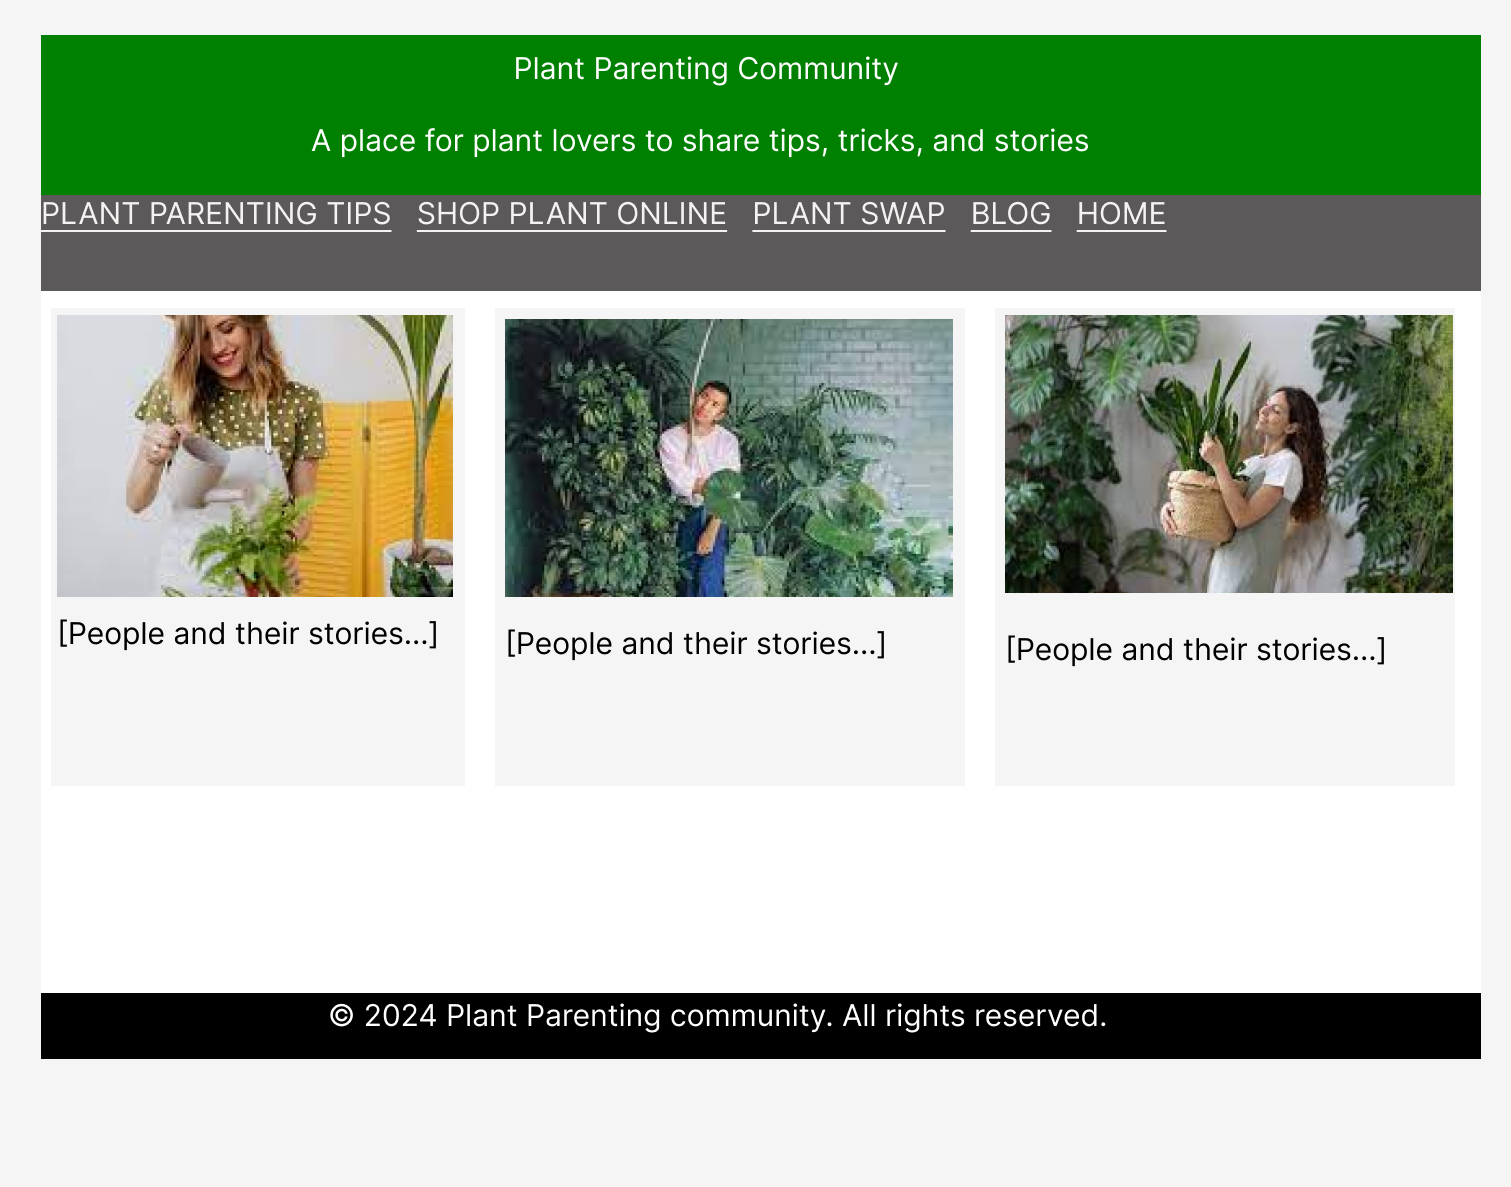 Plant Parenting Community
A place for plant lovers to share tips, tricks, and stories
PLANT PARENTING TIPS SHOP PLANT ONLINE PLANT SWAP BLOG HOME
[People and their stories...]
[People and their stories...]
[People and their stories...]
© 2024 Plant Parenting community. All rights reserved.